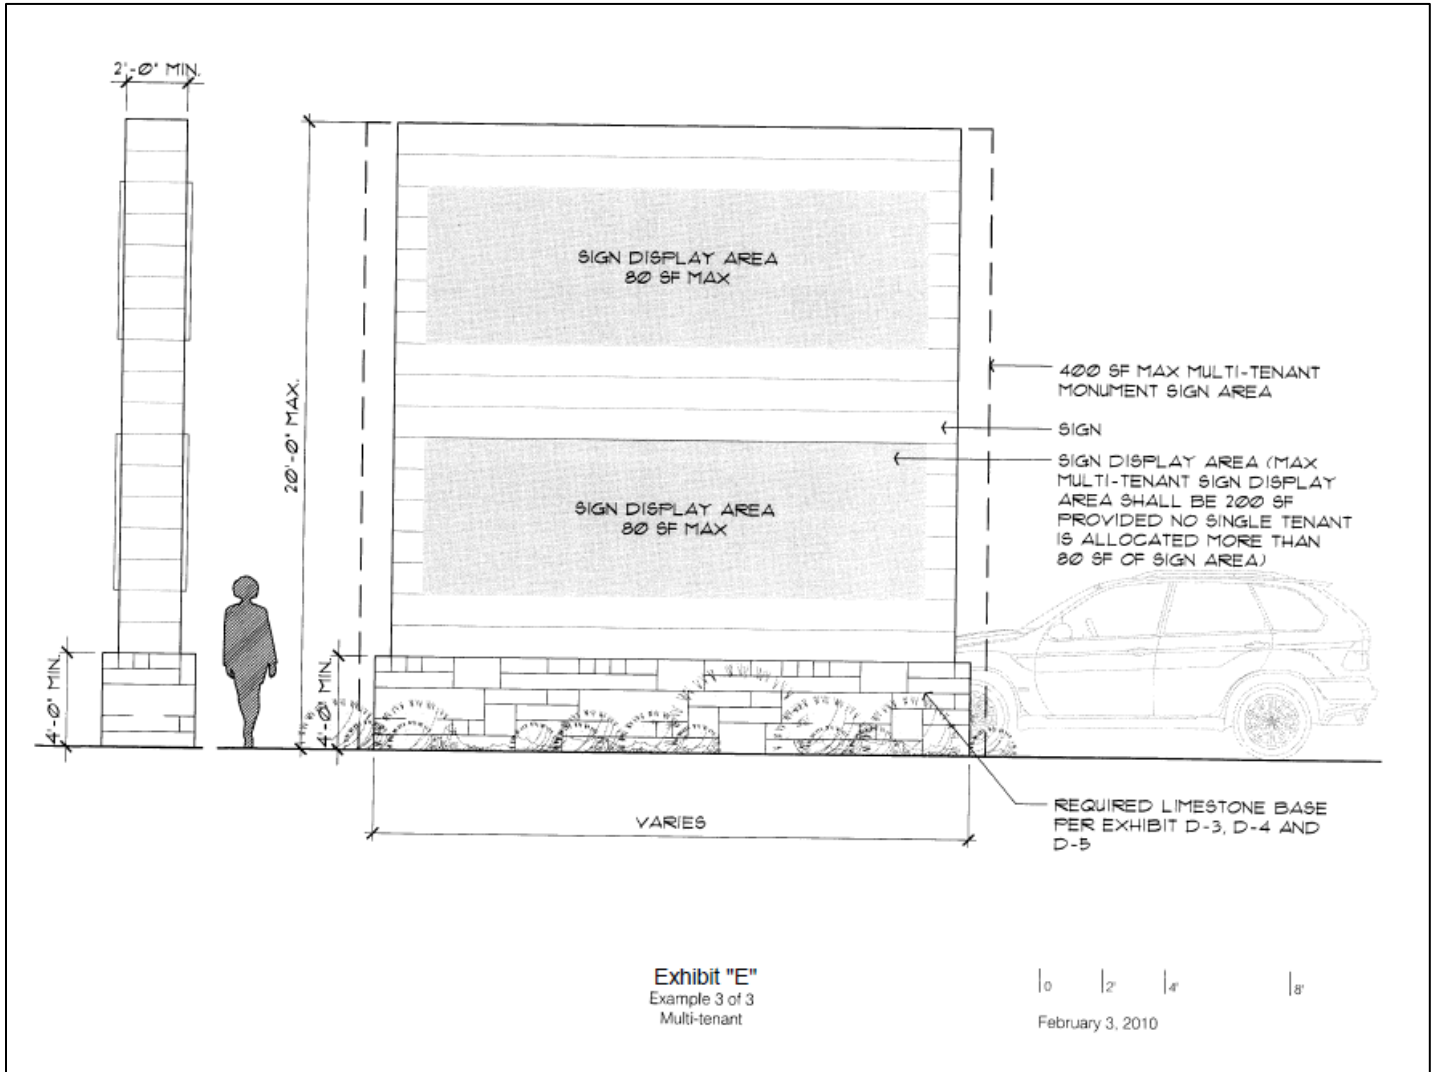 2'-0" MIN.
20'-0" MAX.
4'-0" MIN.
4'-0" MIN.
SIGN DISPLAY AREA
80 SF MAX
SIGN DISPLAY AREA
80 SF MAX
400 SF MAX MULTI-TENANT
MONUMENT SIGN AREA
SIGN
SIGN DISPLAY AREA (MAX
MULTI-TENANT SIGN DISPLAY
AREA SHALL BE 200 SF
PROVIDED NO SINGLE TENANT
IS ALLOCATED MORE THAN
80 SF OF SIGN AREA)
VARIES
REQUIRED LIMESTONE BASE
PER EXHIBIT D-3, D-4 AND
D-5
Exhibit "E"
Example 3 of 3
Multi-tenant
0 2' 4' 8'
February 3, 2010